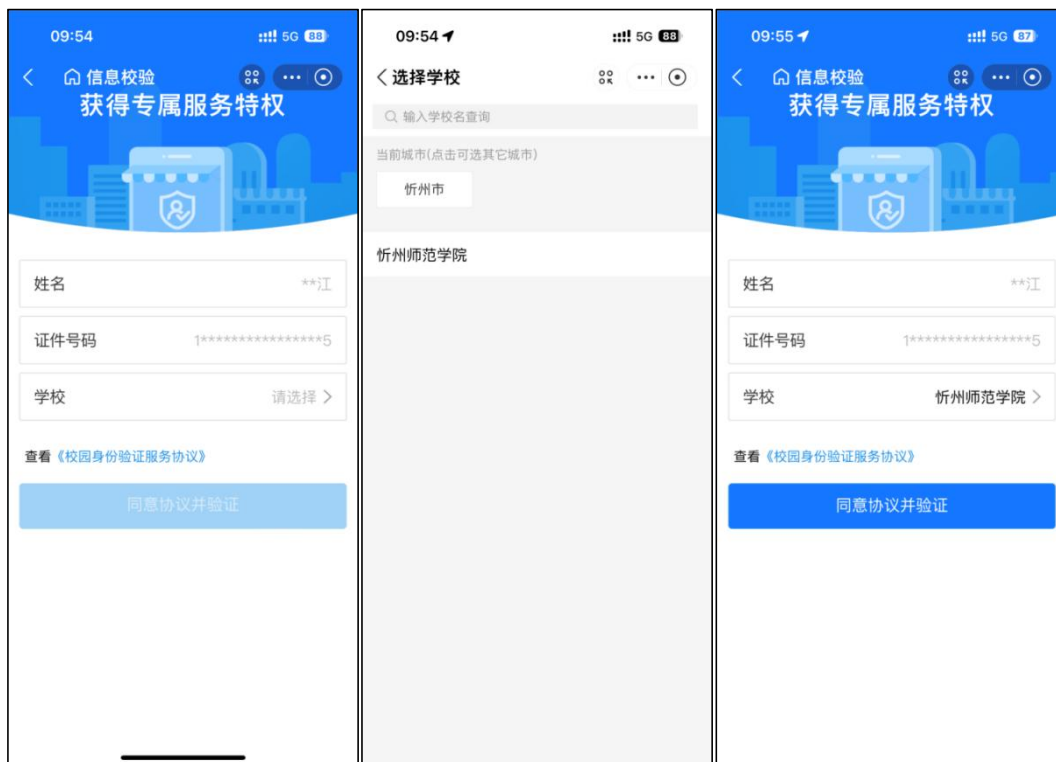 09:54
5G 88
信息校验
获得专属服务特权
姓名
**江
证件号码
1****************5
学校
请选择
查看《校园身份验证服务协议》
同意协议并验证
09:54
5G 88
选择学校
输入学校名查询
当前城市(点击可选其它城市)
忻州市
忻州师范学院
09:55
5G 87
信息校验
获得专属服务特权
姓名
**江
证件号码
1****************5
学校
忻州师范学院
查看《校园身份验证服务协议》
同意协议并验证